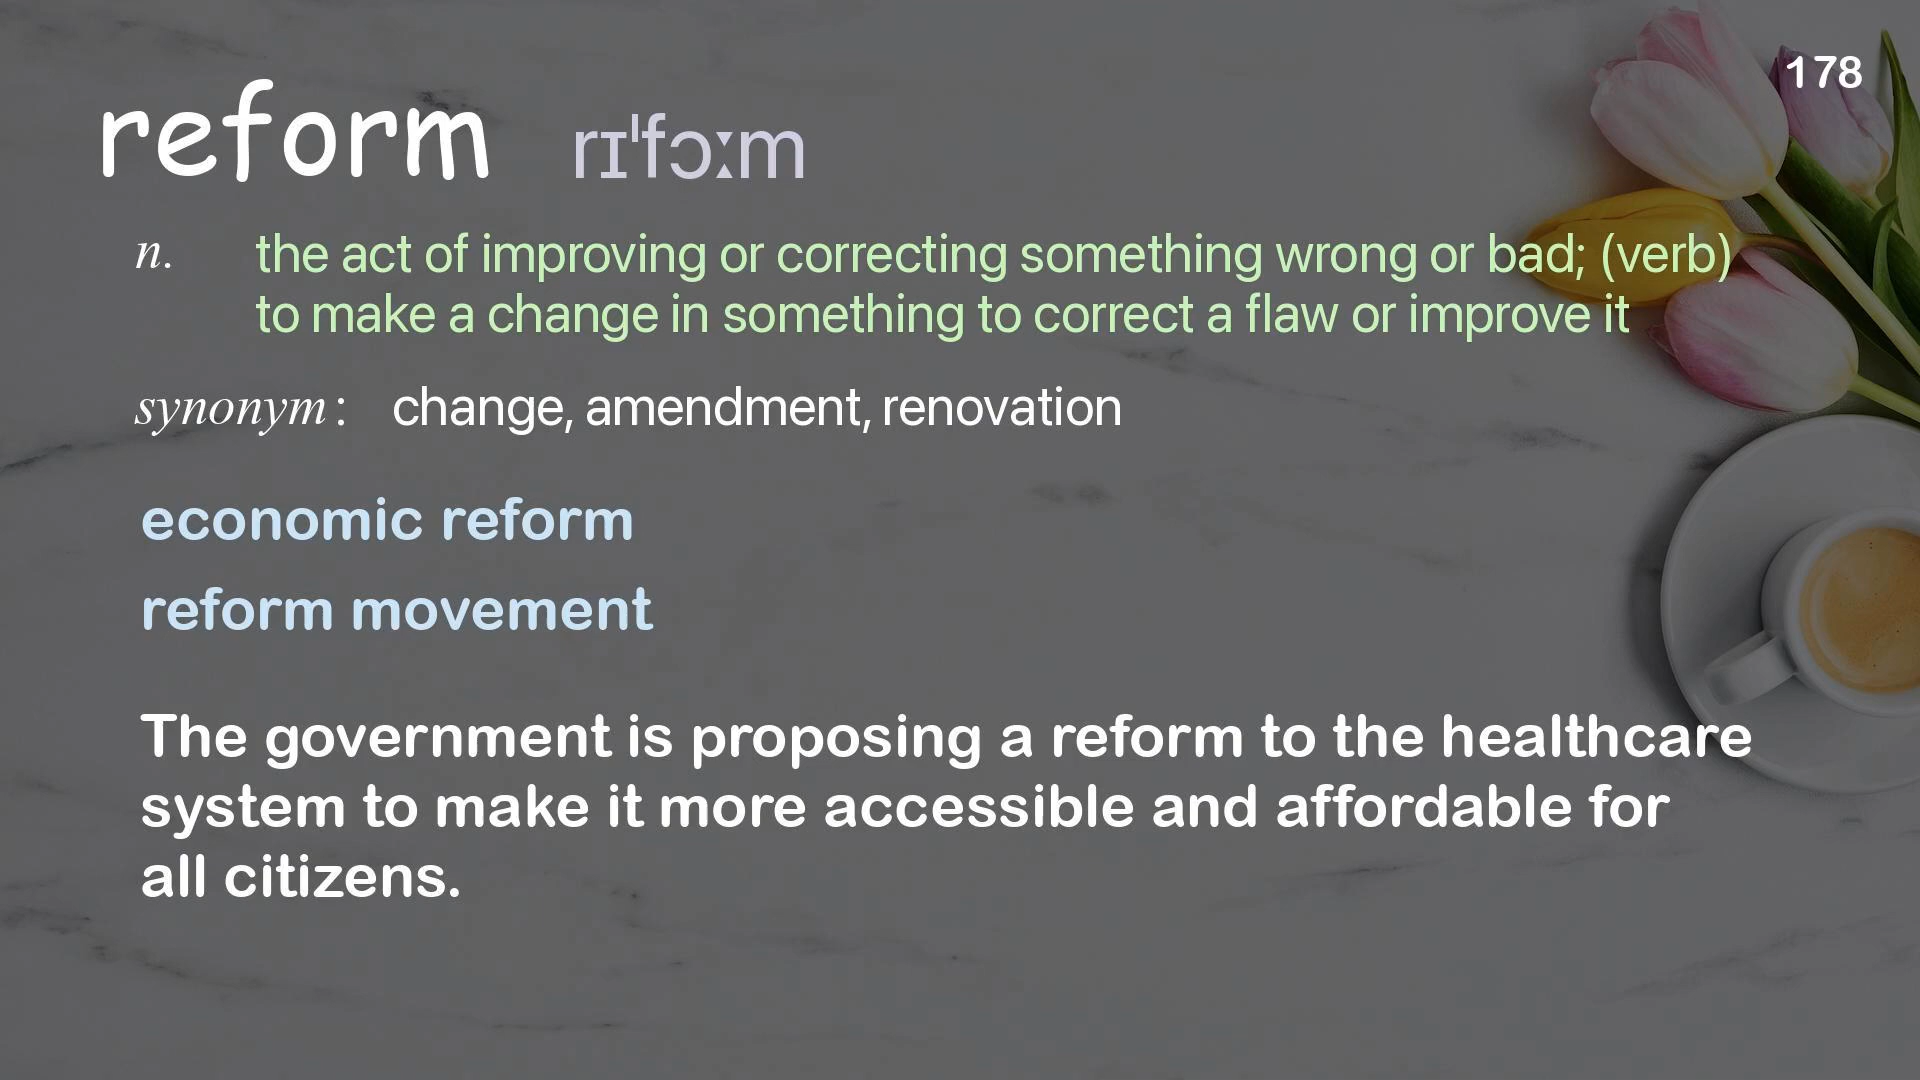 178
reform rɪˈfɔːm
n. the act of improving or correcting something wrong or bad; (verb)
to make a change in something to correct a flaw or improve it
synonym : change, amendment, renovation
economic reform
reform movement
The government is proposing a reform to the healthcare
system to make it more accessible and affordable for
all citizens.